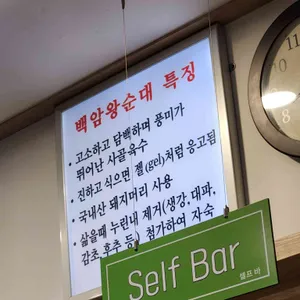 백암왕순대 특징
• 고소하고 담백하며 풍미가
뛰어난 사골육수
• 진하고 식으면 젤(gel)처럼 응고됨
• 국내산 돼지머리 사용
• 삶을때 누린내 제거(생강, 대파,
감초, 후추 등) 첨가하여 자숙
Self Bar
셀프 바